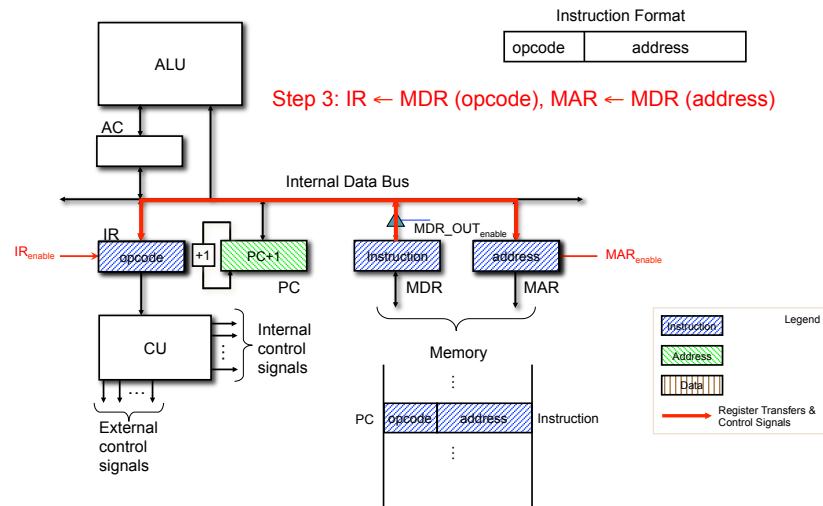 Instruction Format
opcode address
ALU
Step 3: IR ← MDR (opcode), MAR ← MDR (address)
AC
Internal Data Bus
MDR_OUTenable
IR
IRenable
opcode
+1
PC+1
Instruction
address
MARenable
PC
MDR
MAR
CU
Internal
control
signals
⋮
...
External
control
signals
Memory
⋮
PC
opcode
address
Instruction
⋮
Legend
Instruction
Address
Data
Register Transfers &
Control Signals